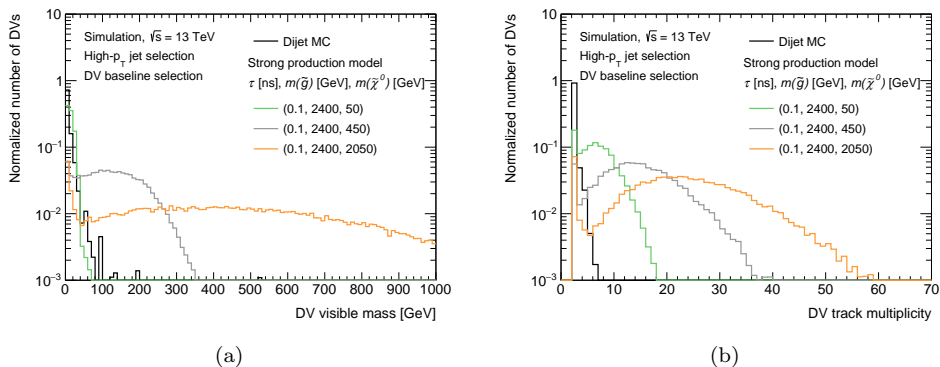 Normalized number of DVs
10
1
10⁻¹
10⁻²
10⁻³
Simulation, √s = 13 TeV
High-p_T jet selection
DV baseline selection
Dijet MC
Strong production model
τ [ns], m(g̃) [GeV], m(χ̃⁰) [GeV]
(0.1, 2400, 50)
(0.1, 2400, 450)
(0.1, 2400, 2050)
0 100 200 300 400 500 600 700 800 900 1000
DV visible mass [GeV]
(a)
Normalized number of DVs
10
1
10⁻¹
10⁻²
10⁻³
Simulation, √s = 13 TeV
High-p_T jet selection
DV baseline selection
Dijet MC
Strong production model
τ [ns], m(g̃) [GeV], m(χ̃⁰) [GeV]
(0.1, 2400, 50)
(0.1, 2400, 450)
(0.1, 2400, 2050)
0 10 20 30 40 50 60 70
DV track multiplicity
(b)